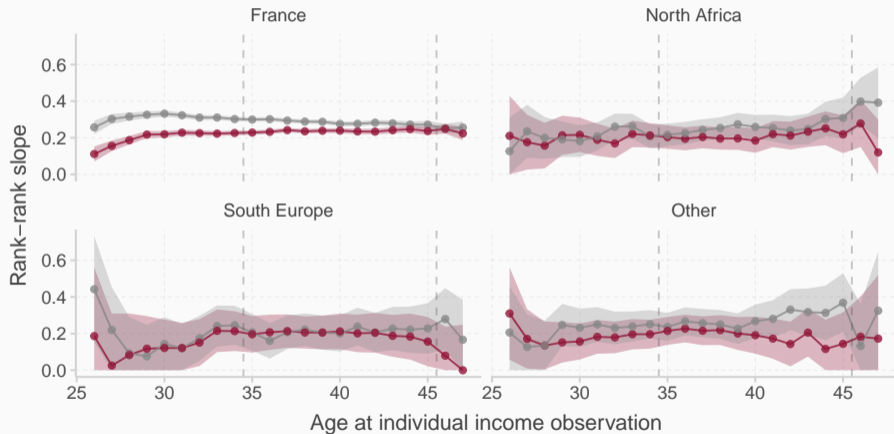 France
North Africa
0.6
0.4
0.2
0.0
South Europe
Other
0.6
0.4
0.2
0.0
25 30 35 40 45 25 30 35 40 45
Rank−rank slope
Age at individual income observation